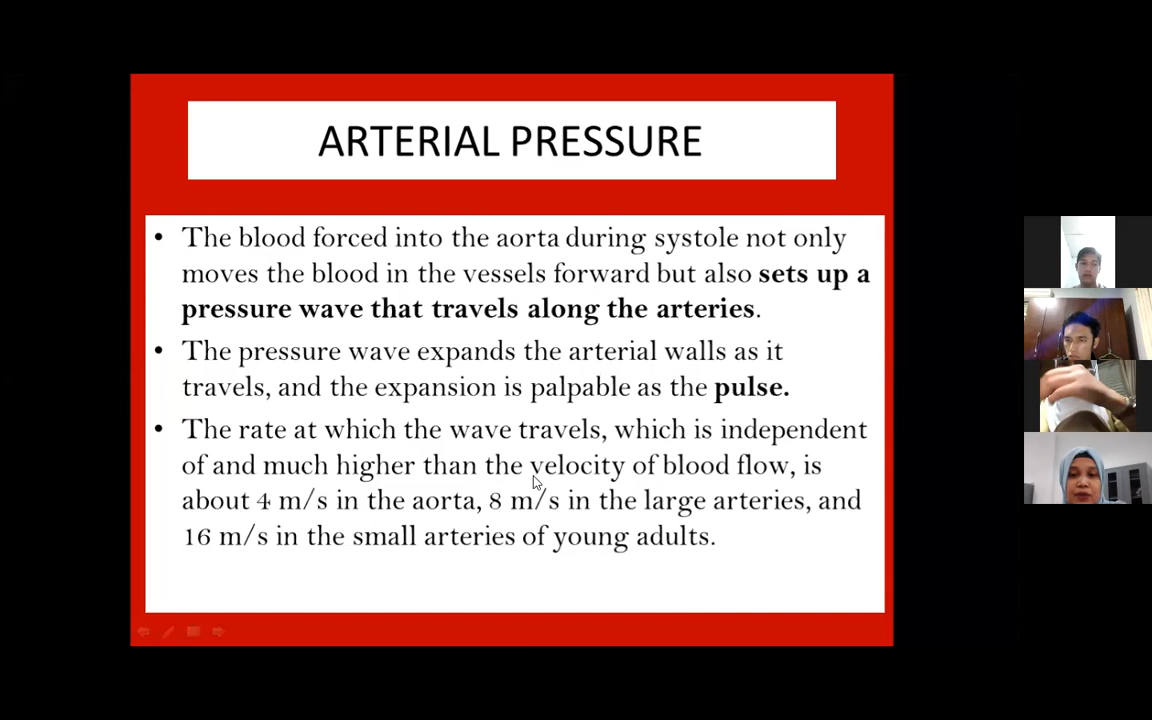 ARTERIAL PRESSURE
• The blood forced into the aorta during systole not only
moves the blood in the vessels forward but also sets up a
pressure wave that travels along the arteries.
• The pressure wave expands the arterial walls as it
travels, and the expansion is palpable as the pulse.
• The rate at which the wave travels, which is independent
of and much higher than the velocity of blood flow, is
about 4 m/s in the aorta, 8 m/s in the large arteries, and
16 m/s in the small arteries of young adults.